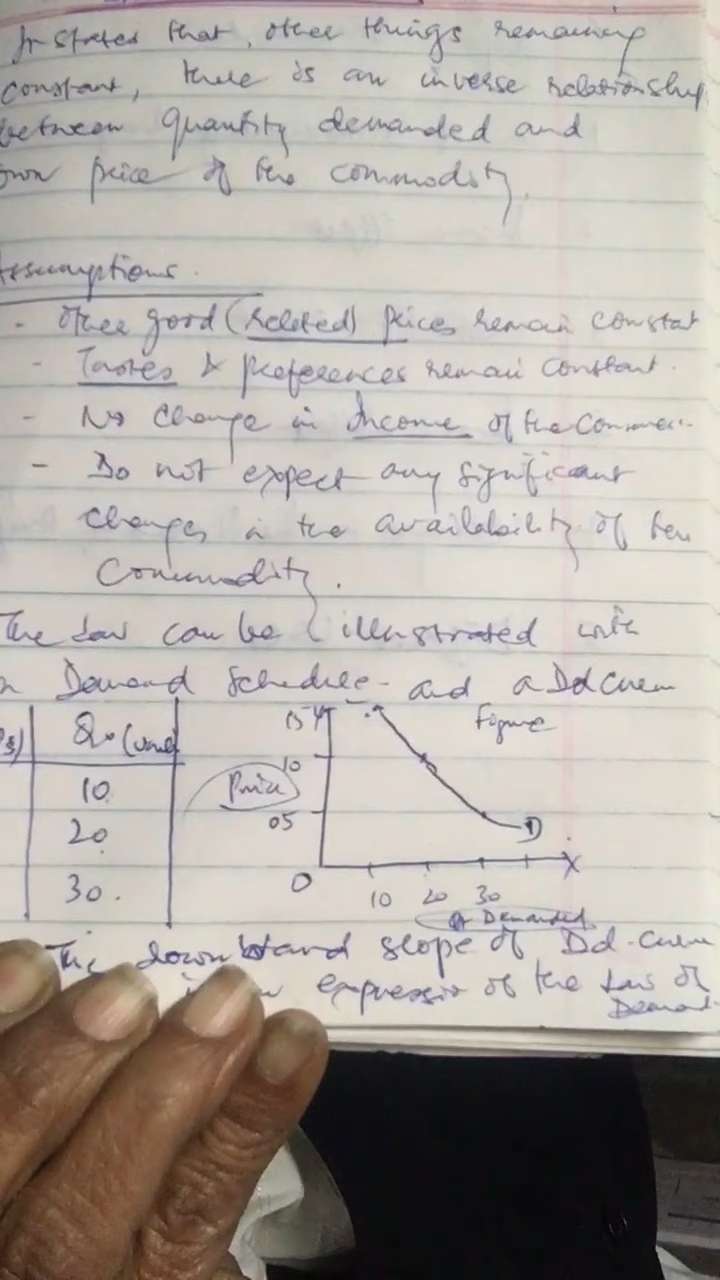 It states that, other things remaining
constant, there is an inverse relationship
between quantity demanded and
own price of the commodity.
Assumptions.
- Other good (related) prices remain constat
- Tastes & preferences remain constant.
- No change in Income of the
- Do not expect any significant
changes in the availability of the
Commodity.
The Law can be illustrated with
a Demand Schedule - and a Dd curve
s) Qty (units)
10
20
30.
Figure
15 Y
10
Price
05
D
O X
10 20 30
Q Demanded
The downward slope of Dd-curve
is an expression of the Law of
Demand